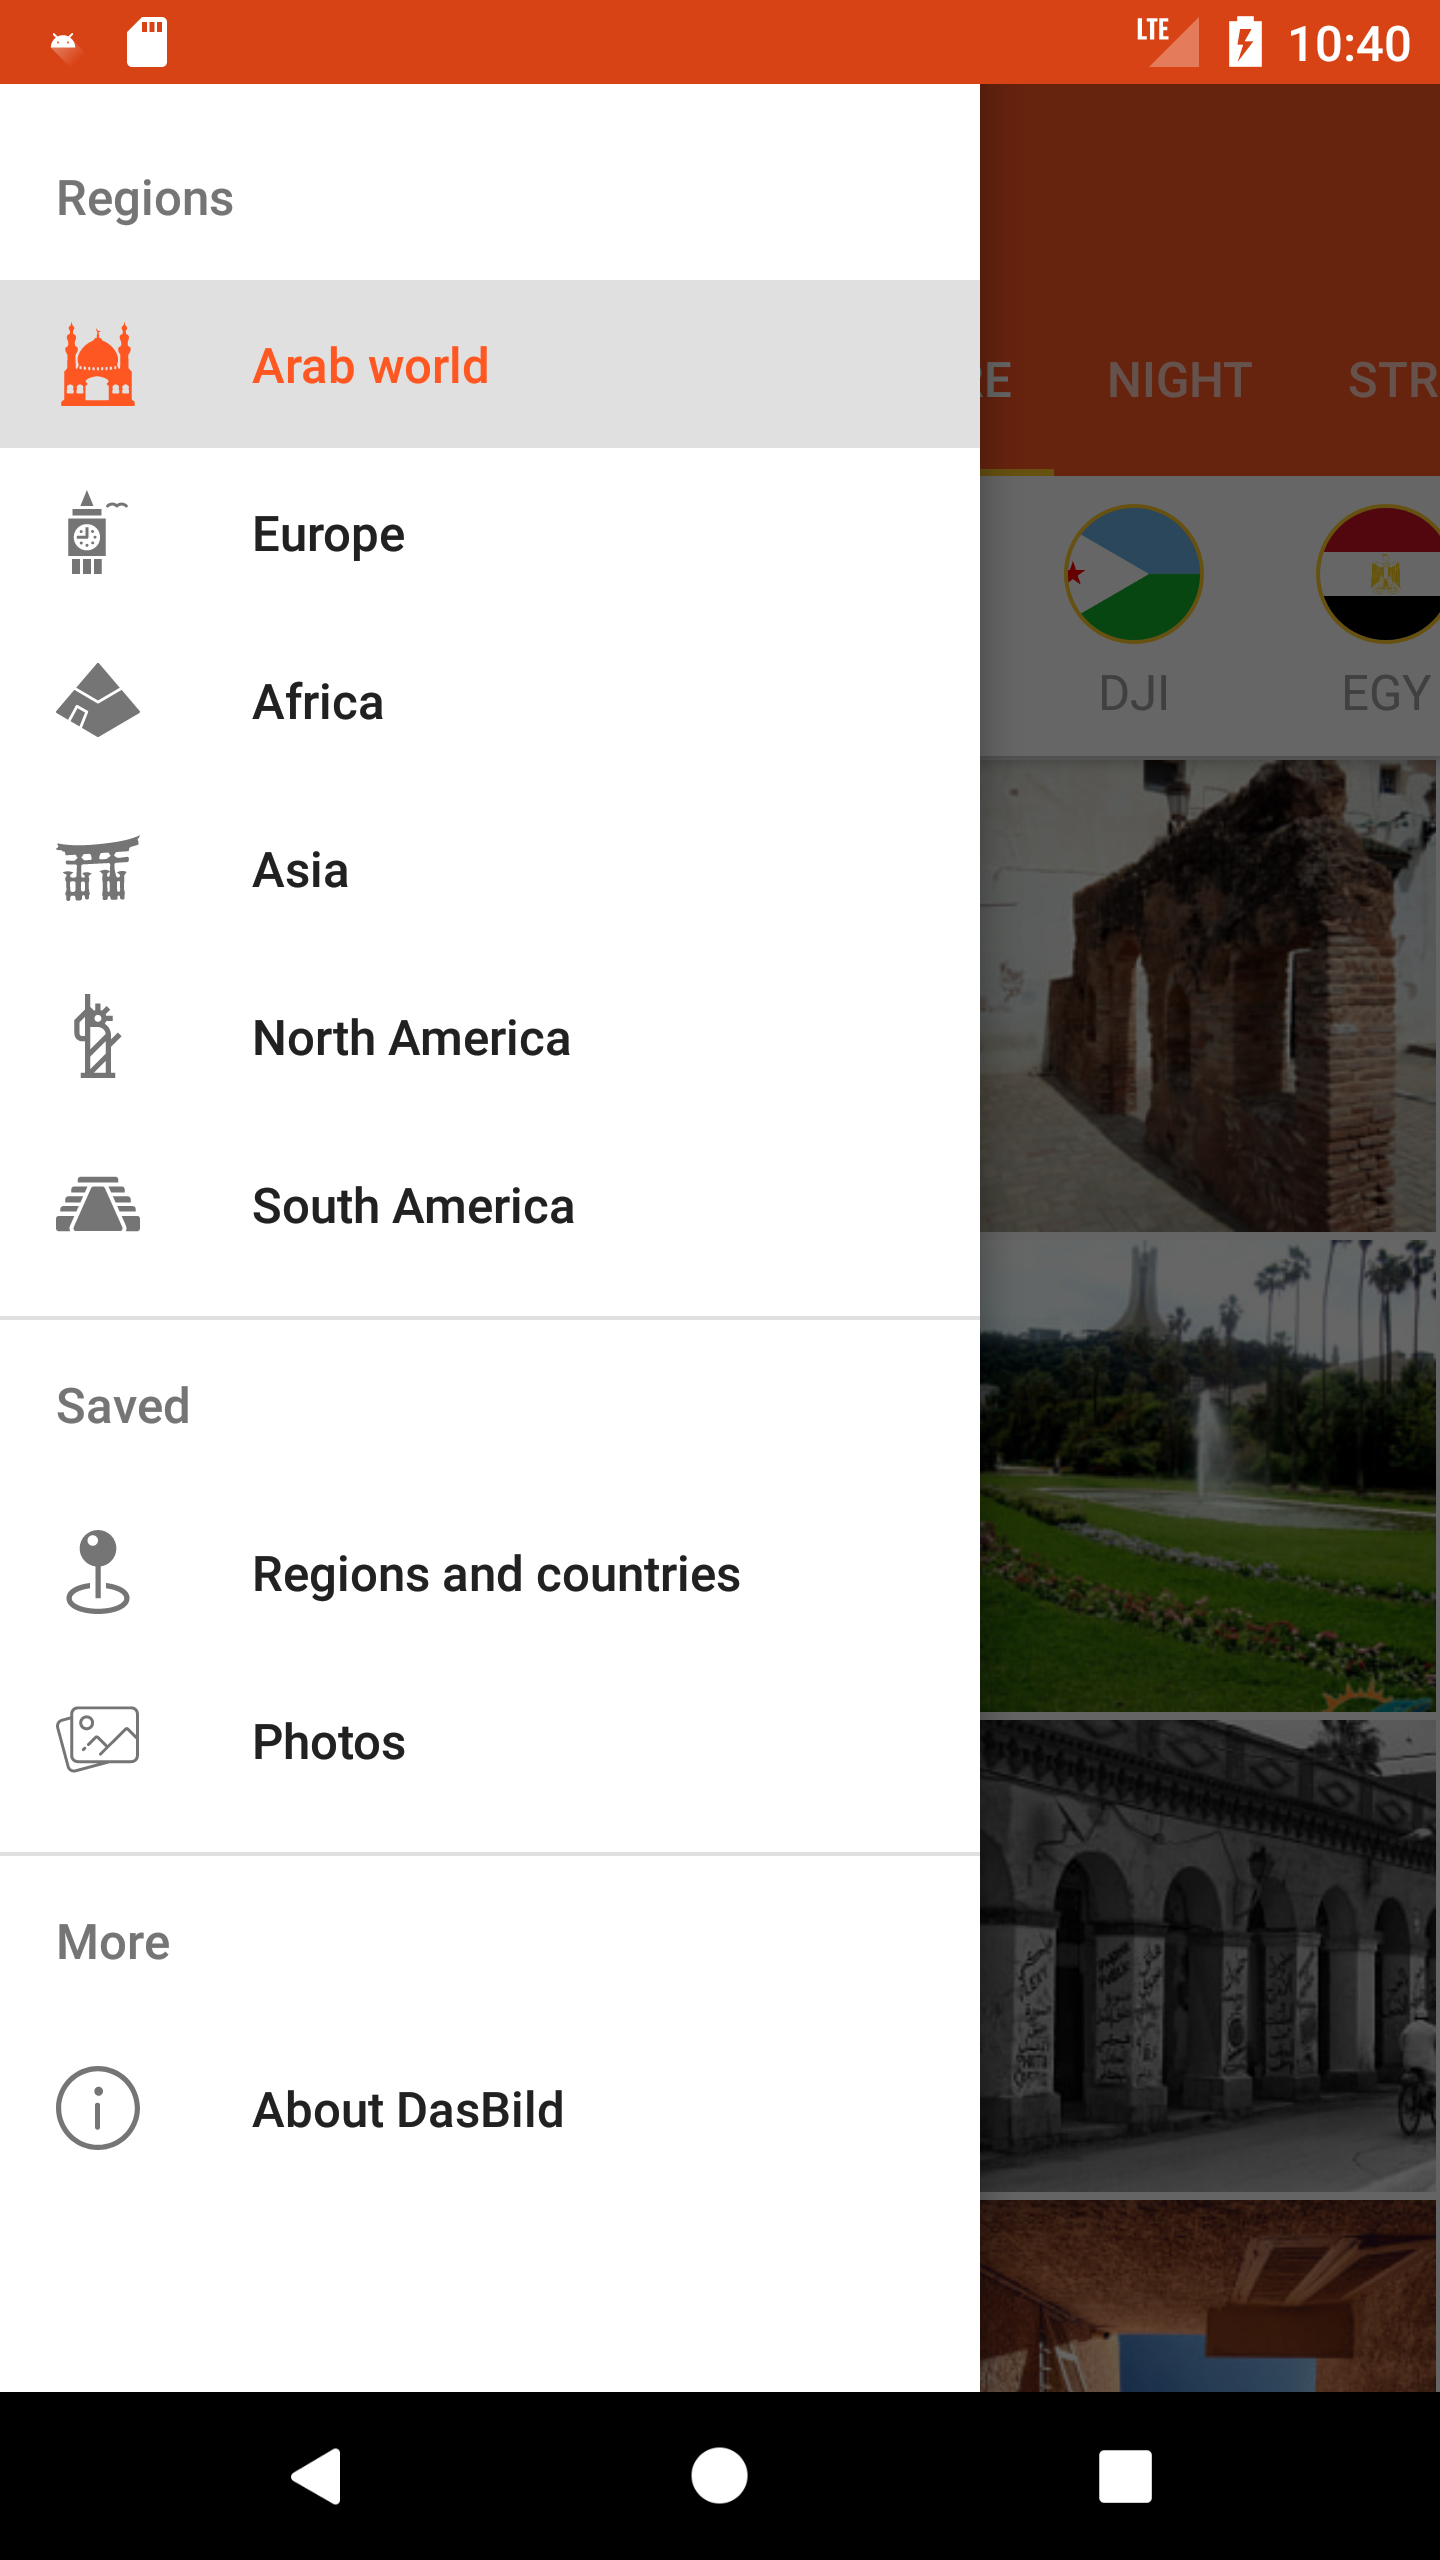 LTE 10:40
Regions
Arab world
RE NIGHT STR
Europe
DJI EGY
Africa
Asia
North America
South America
Saved
Regions and countries
Photos
More
About DasBild